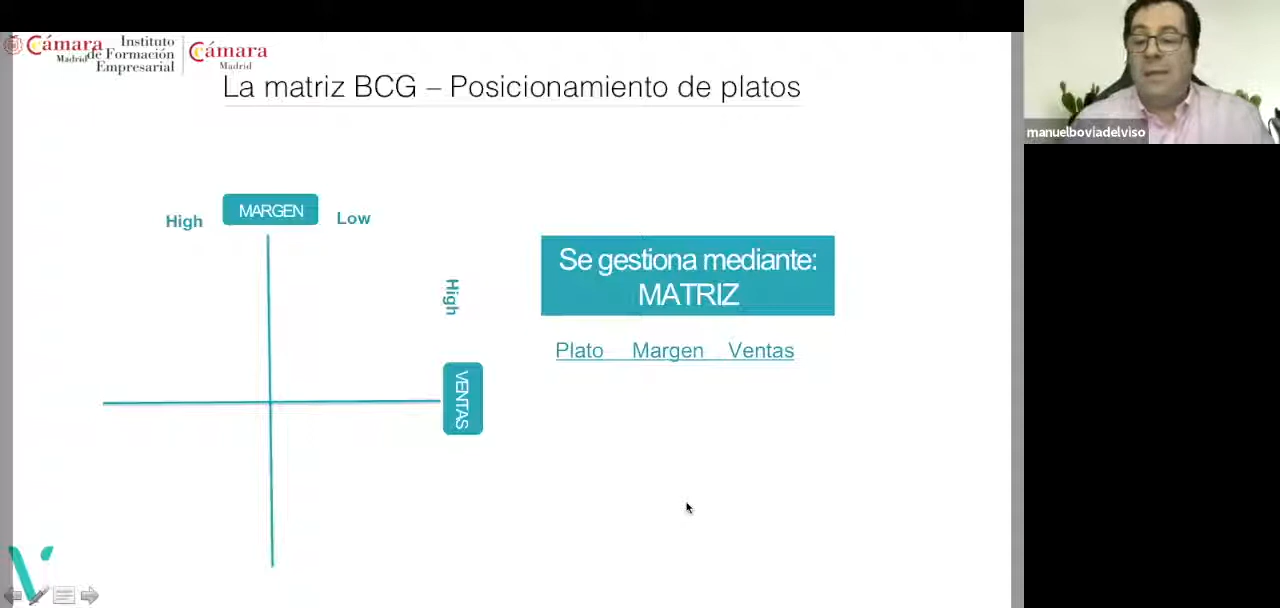 Cámara
Madrid
Instituto
de Formación
Empresarial
Cámara
Madrid
La matriz BCG – Posicionamiento de platos
manueloviadelviso
High
MARGEN
Low
High
VENTAS
Se gestiona mediante:
MATRIZ
Plato Margen Ventas